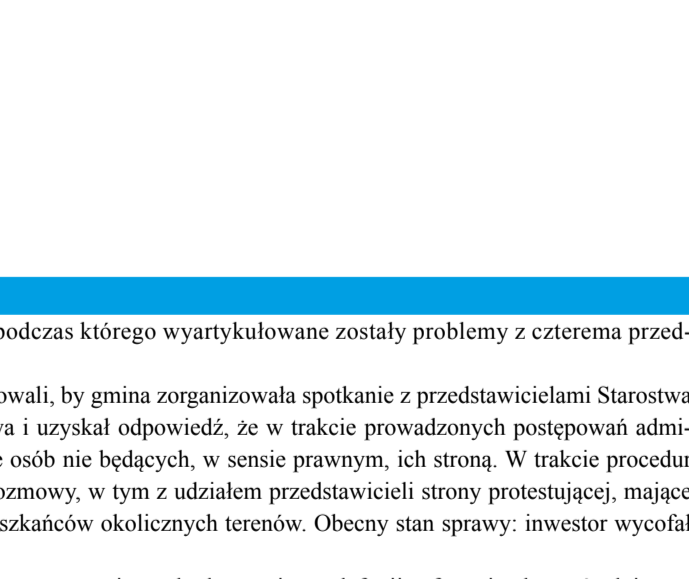 podczas którego wyartykułowane zostały problemy z czterema przed-
owali, by gmina zorganizowała spotkanie z przedstawicielami Starostwa
wa i uzyskał odpowiedź, że w trakcie prowadzonych postępowań admi-
e osób nie będących, w sensie prawnym, ich stroną. W trakcie procedur
ozmowy, w tym z udziałem przedstawicieli strony protestującej, mające
szkańców okolicznych terenów. Obecny stan sprawy: inwestor wycofał